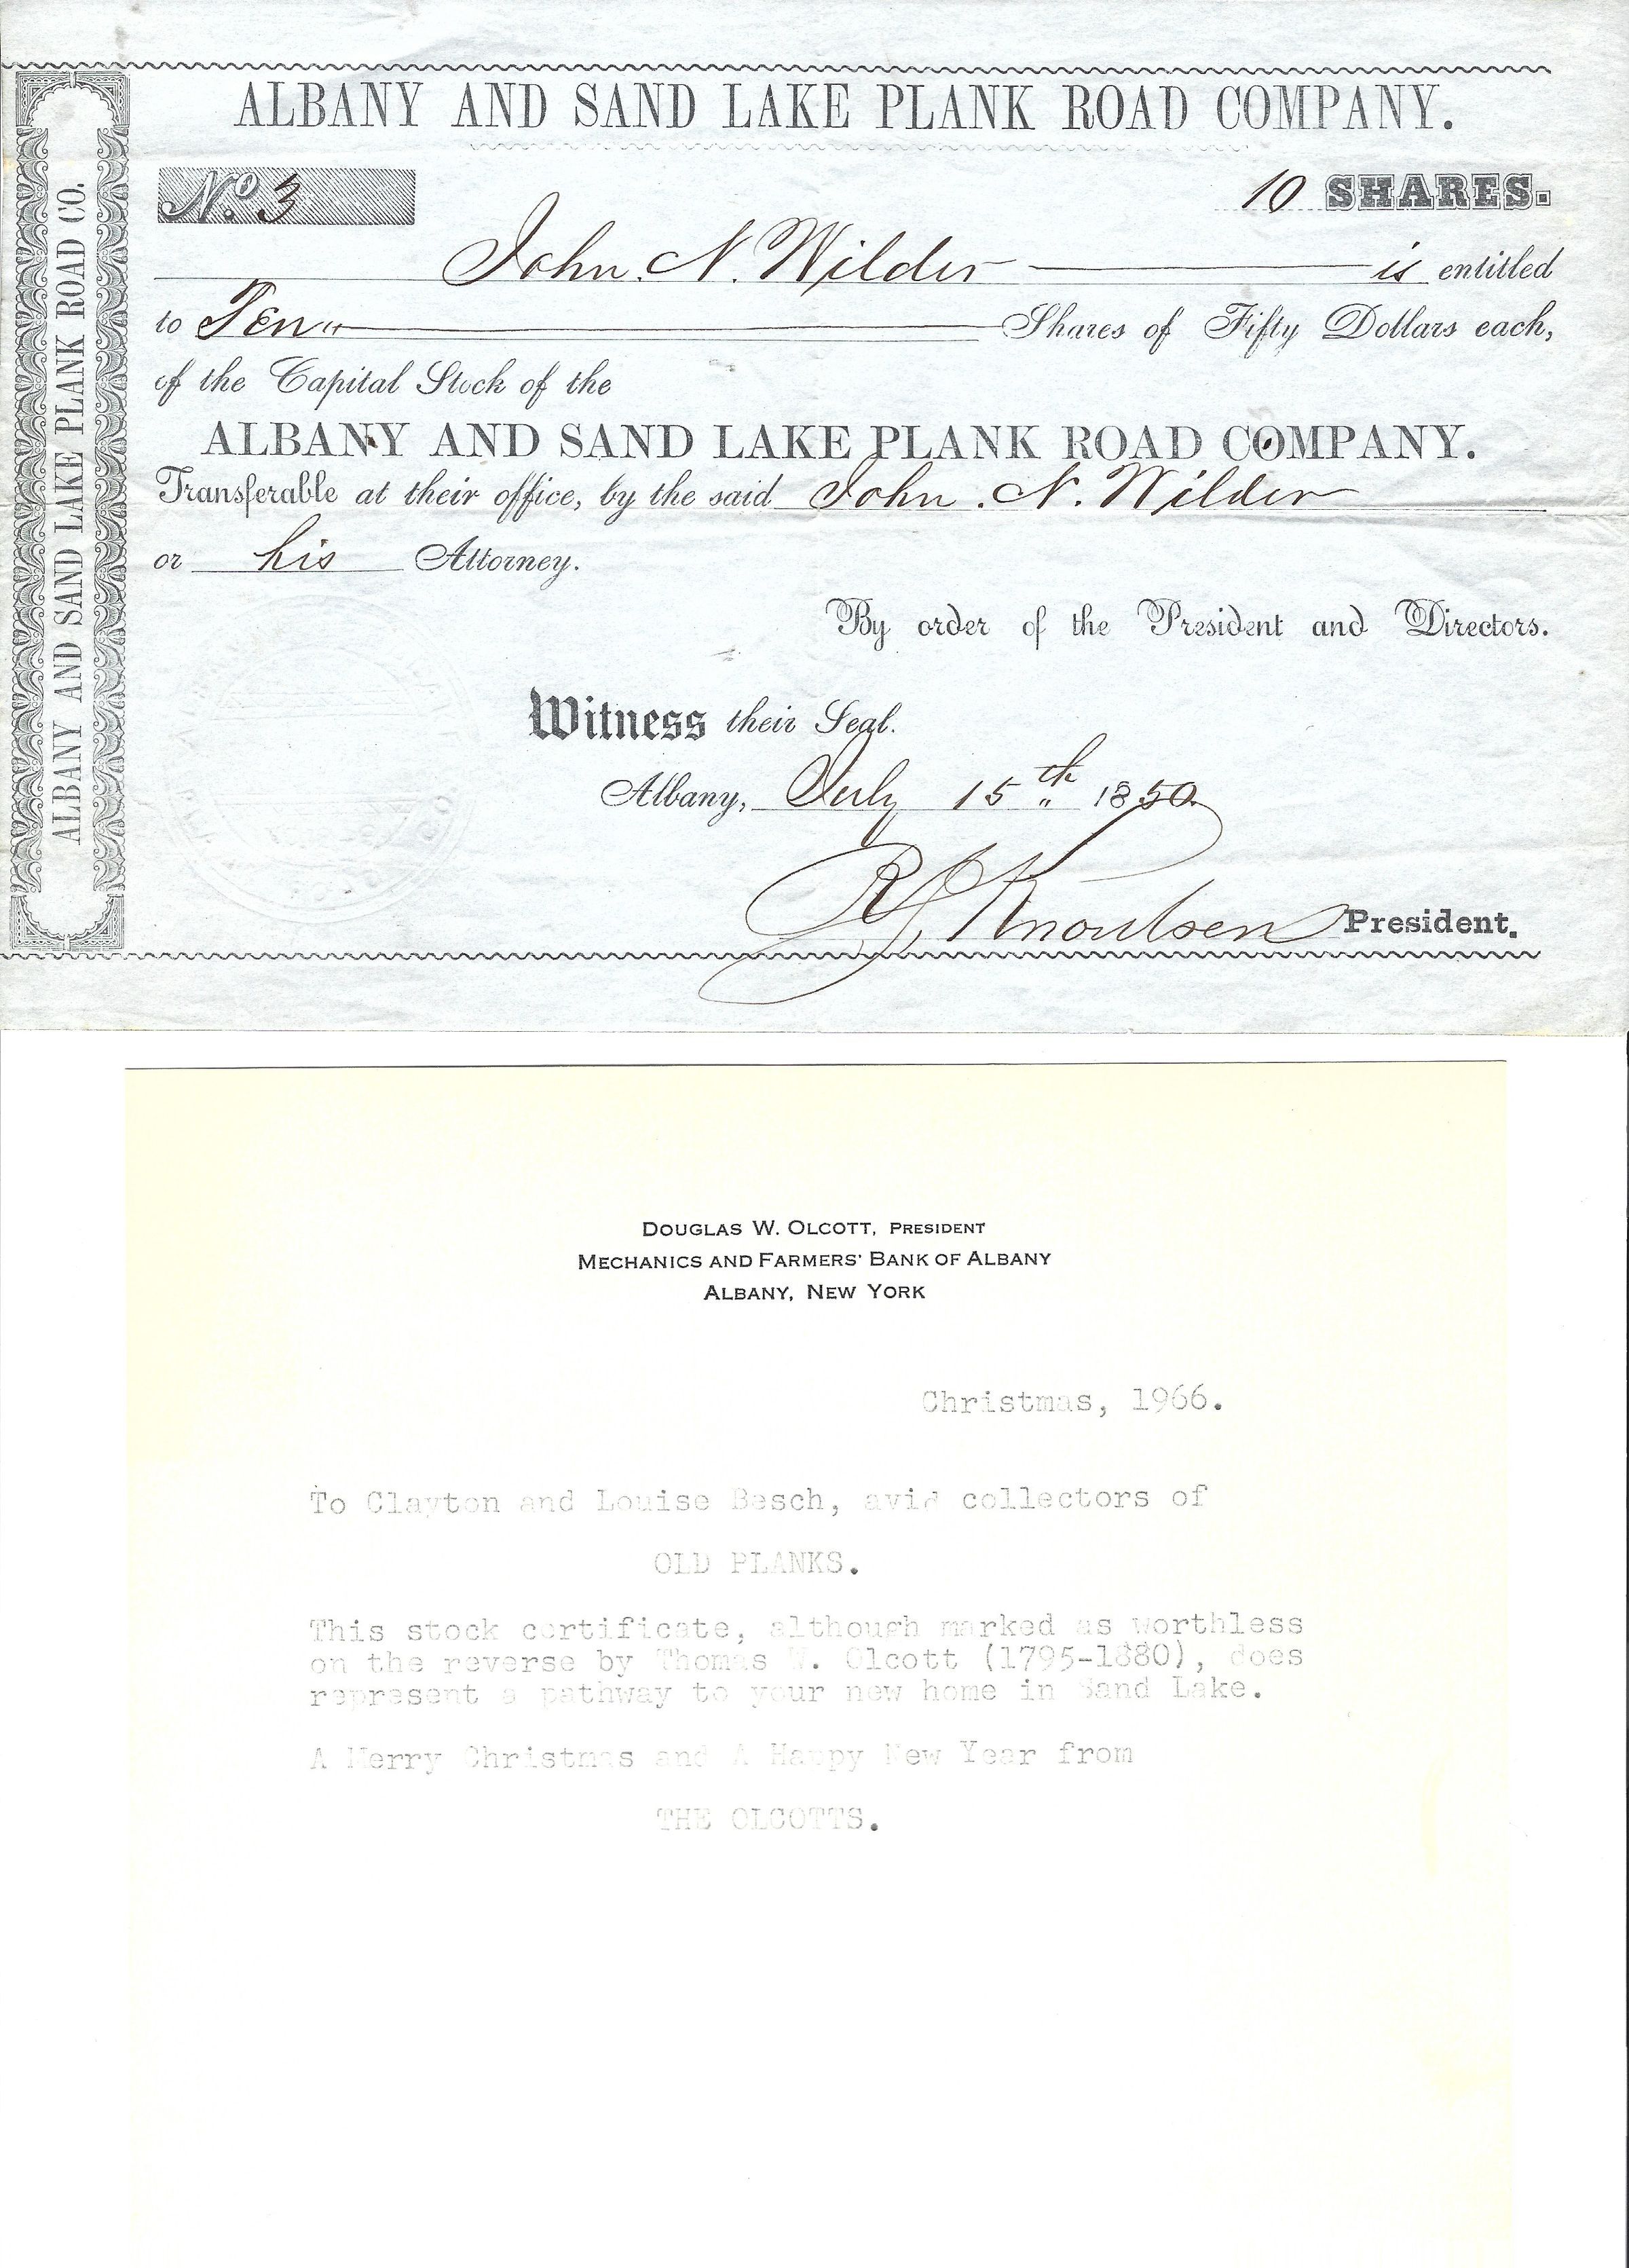 ALBANY AND SAND LAKE PLANK ROAD COMPANY.
ALBANY AND SAND LAKE PLANK ROAD CO.
No. 3
10 SHARES.
John. N. Wilder is entitled
to Ten Shares of Fifty Dollars each,
of the Capital Stock of the
ALBANY AND SAND LAKE PLANK ROAD COMPANY.
Transferable at their office, by the said John. N. Wilder
or his Attorney.
By order of the President and Directors.
Witness their Seal.
Albany, July 15th 1850
President.
DOUGLAS W. OLCOTT, PRESIDENT
MECHANICS AND FARMERS' BANK OF ALBANY
ALBANY, NEW YORK
Christmas, 1966.
To Clayton and Louise Besch, avid collectors of
OLD PLANKS.
This stock certificate, although marked as worthless
on the reverse by Thomas W. Olcott (1795-1880), does
represent a pathway to your new home in Sand Lake.
A Merry Christmas and A Happy New Year from
THE OLCOTTS.